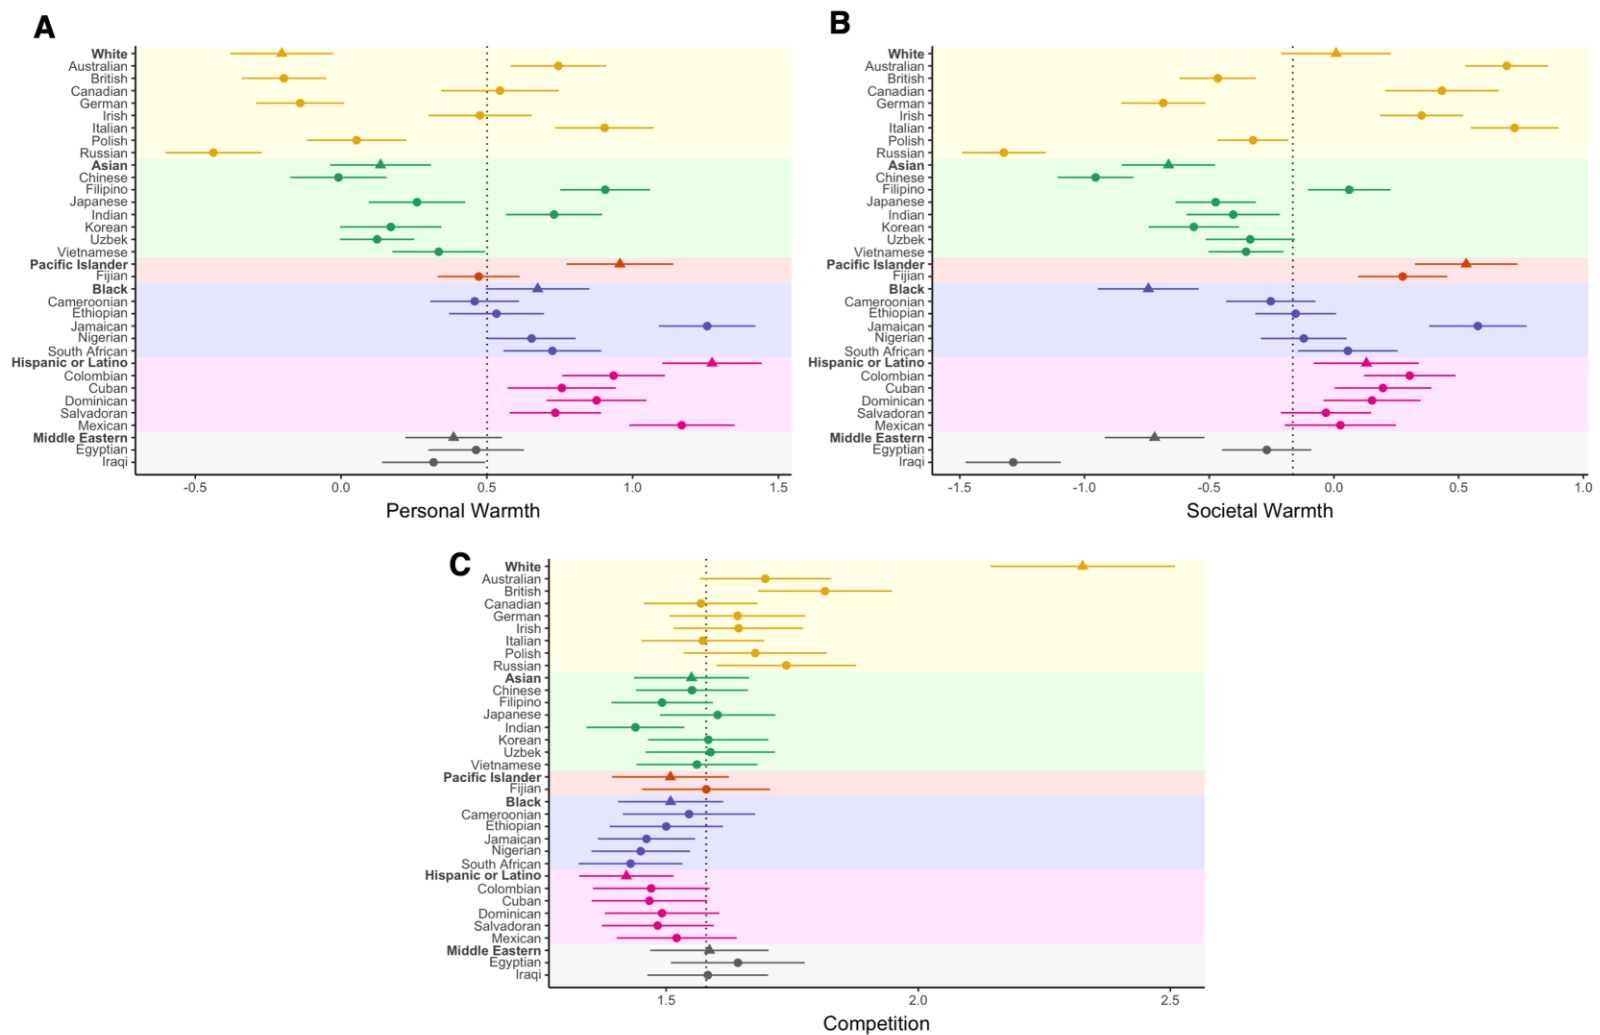 A
White
Australian
British
Canadian
German
Irish
Italian
Polish
Russian
Asian
Chinese
Filipino
Japanese
Indian
Korean
Uzbek
Vietnamese
Pacific Islander
Fijian
Black
Cameroonian
Ethiopian
Jamaican
Nigerian
South African
Hispanic or Latino
Colombian
Cuban
Dominican
Salvadoran
Mexican
Middle Eastern
Egyptian
Iraqi
-0.5 0.0 0.5 1.0 1.5
Personal Warmth
B
White
Australian
British
Canadian
German
Irish
Italian
Polish
Russian
Asian
Chinese
Filipino
Japanese
Indian
Korean
Uzbek
Vietnamese
Pacific Islander
Fijian
Black
Cameroonian
Ethiopian
Jamaican
Nigerian
South African
Hispanic or Latino
Colombian
Cuban
Dominican
Salvadoran
Mexican
Middle Eastern
Egyptian
Iraqi
-1.5 -1.0 -0.5 0.0 0.5 1.0
Societal Warmth
C
White
Australian
British
Canadian
German
Irish
Italian
Polish
Russian
Asian
Chinese
Filipino
Japanese
Indian
Korean
Uzbek
Vietnamese
Pacific Islander
Fijian
Black
Cameroonian
Ethiopian
Jamaican
Nigerian
South African
Hispanic or Latino
Colombian
Cuban
Dominican
Salvadoran
Mexican
Middle Eastern
Egyptian
Iraqi
1.5 2.0 2.5
Competition